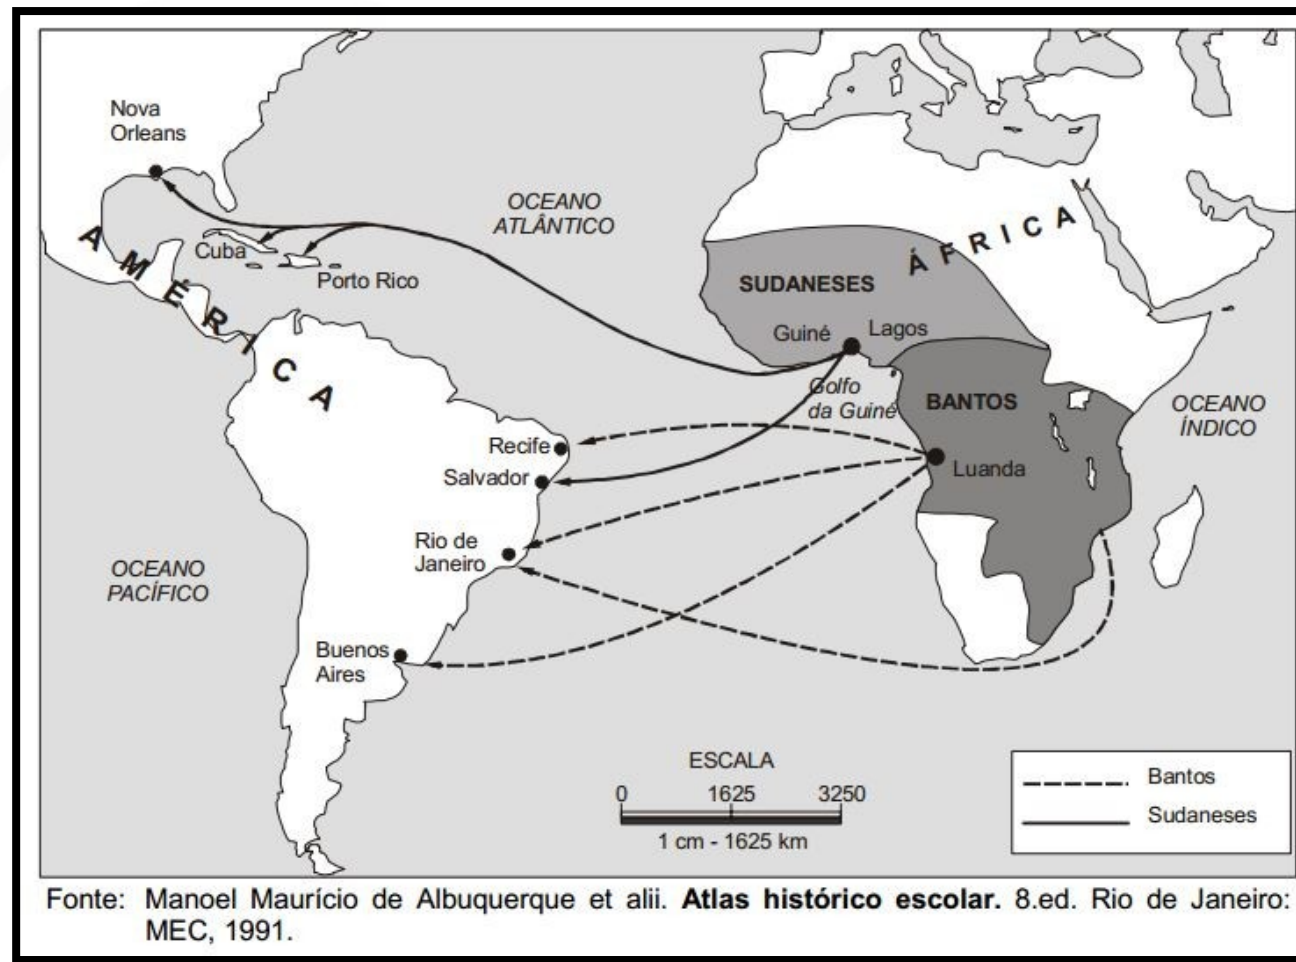 Nova
Orleans
OCEANO
ATLÂNTICO
ÁFRICA
AMÉRICA
Cuba
Porto Rico
SUDANESES
Guiné
Lagos
Golfo
da Guiné
BANTOS
OCEANO
ÍNDICO
Recife
Salvador
Luanda
Rio de
Janeiro
OCEANO
PACÍFICO
Buenos
Aires
ESCALA
0 1625 3250
1 cm - 1625 km
Bantos
Sudaneses
Fonte: Manoel Maurício de Albuquerque et alii. Atlas histórico escolar. 8.ed. Rio de Janeiro:
MEC, 1991.